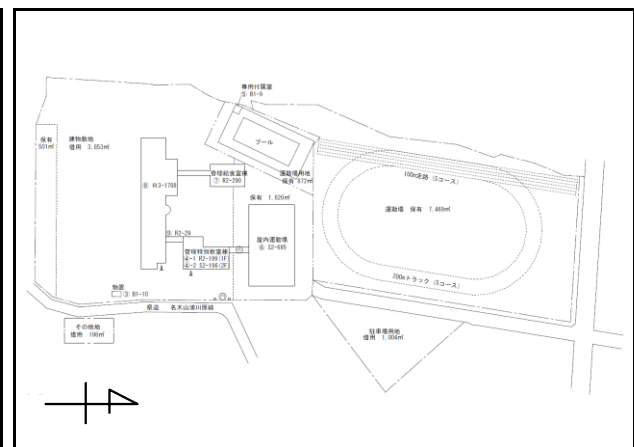 専用付属室
⑤ B1-9
プール
保有
501㎡
建物敷地
借用 3,853㎡
管理給食室棟
⑦ R2-290
運動場用地
保有 672㎡
100m走路 (5コース)
⑧ R3-1788
保有 1,020㎡
運動場 保有 7,469㎡
⑨ R2-29
屋内運動場
⑥ S2-695
管理特別教室棟
④-1 R2-199(1F)
④-2 S2-196(2F)
200mトラック (5コース)
物置
③ B1-10
県道 名木山浦川原線
その他地
借用 198㎡
駐車場用地
借用 1,004㎡